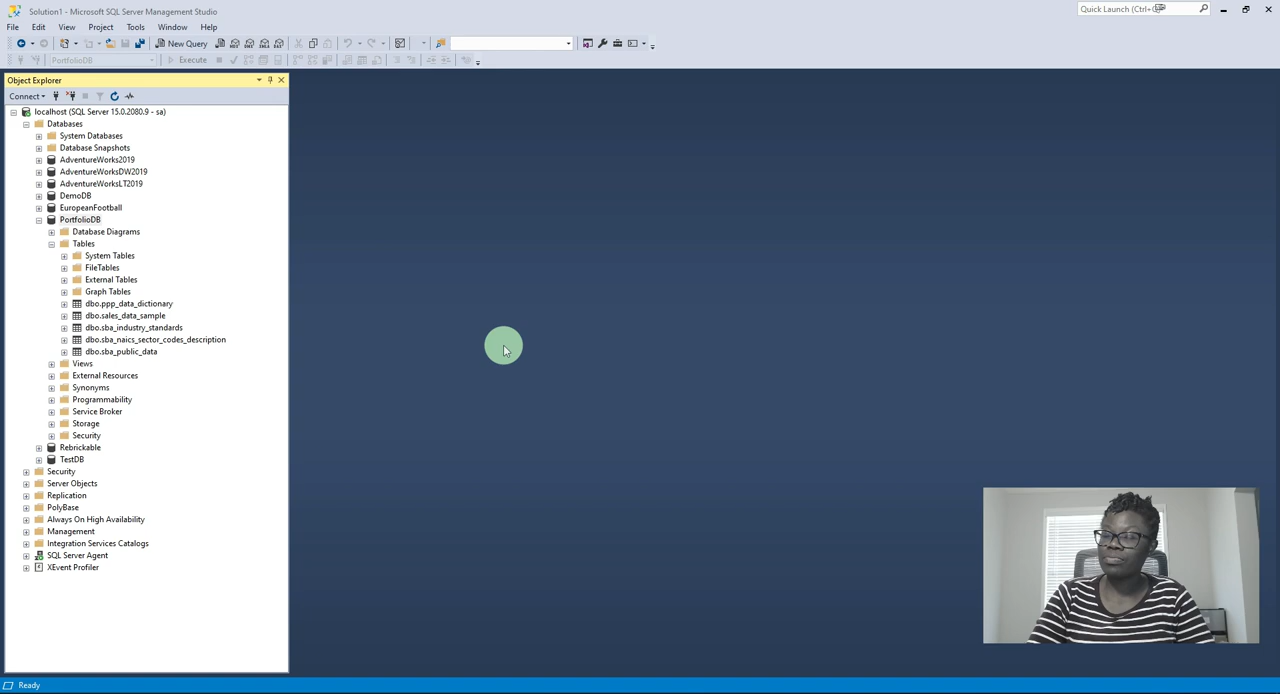 Solution1 - Microsoft SQL Server Management Studio
Quick Launch (Ctrl+Q)
File Edit View Project Tools Window Help
New Query
PortfolioDB Execute
Object Explorer
Connect
localhost (SQL Server 15.0.2080.9 - sa)
Databases
System Databases
Database Snapshots
AdventureWorks2019
AdventureWorksDW2019
AdventureWorksLT2019
DemoDB
EuropeanFootball
PortfolioDB
Database Diagrams
Tables
System Tables
FileTables
External Tables
Graph Tables
dbo.ppp_data_dictionary
dbo.sales_data_sample
dbo.sba_industry_standards
dbo.sba_naics_sector_codes_description
dbo.sba_public_data
Views
External Resources
Synonyms
Programmability
Service Broker
Storage
Security
Rebrickable
TestDB
Security
Server Objects
Replication
PolyBase
Always On High Availability
Management
Integration Services Catalogs
SQL Server Agent
XEvent Profiler
Ready